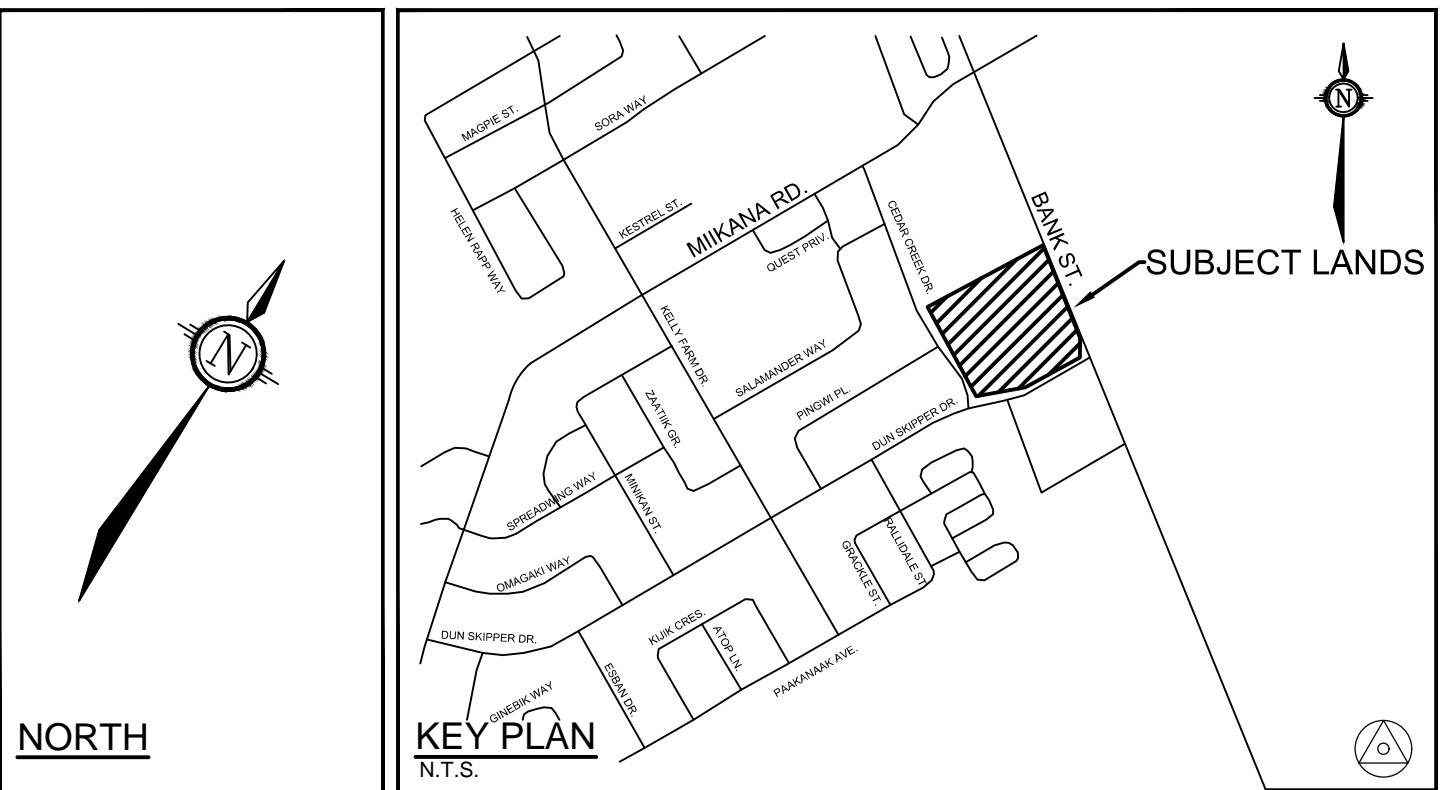 N
NORTH
N
MAGPIE ST.
SORA WAY
HELEN RAPP WAY
KESTREL ST.
MIIKANA RD.
QUEST PRIV.
CEDAR CREEK DR.
BANK ST.
SUBJECT LANDS
KELLY FARM DR.
SALAMANDER WAY
ZAATIIK GR.
PINGWI PL.
DUN SKIPPER DR.
SPREADWING WAY
MINIKAN ST.
OMAGAKI WAY
GRACKLE ST.
RALLIDALE ST.
DUN SKIPPER DR.
KIJIK CRES.
ATOP LN.
ESBAN DR.
PAAKANAAK AVE.
GINEBIK WAY
KEY PLAN
N.T.S.